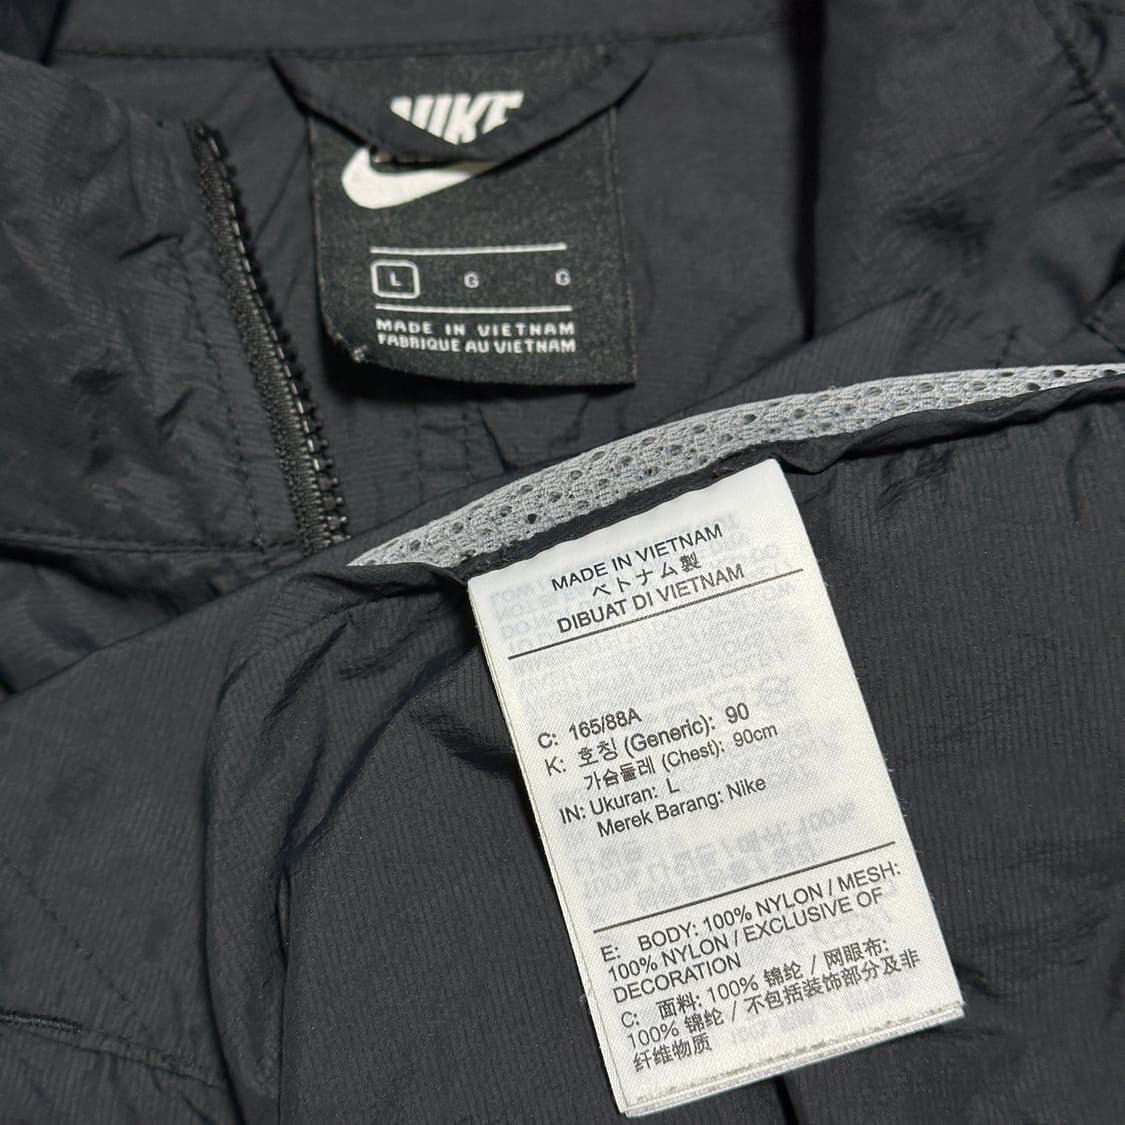 NIKE
L G G
MADE IN VIETNAM
FABRIQUE AU VIETNAM
MADE IN VIETNAM
ベトナム製
DIBUAT DI VIETNAM
C: 165/88A
K: 호칭 (Generic): 90
가슴둘레 (Chest): 90cm
IN: Ukuran: L
Merek Barang: Nike
E: BODY: 100% NYLON / MESH:
100% NYLON / EXCLUSIVE OF
DECORATION
C: 面料: 100% 锦纶 / 网眼布:
100% 锦纶 / 不包括装饰部分及非
纤维物质